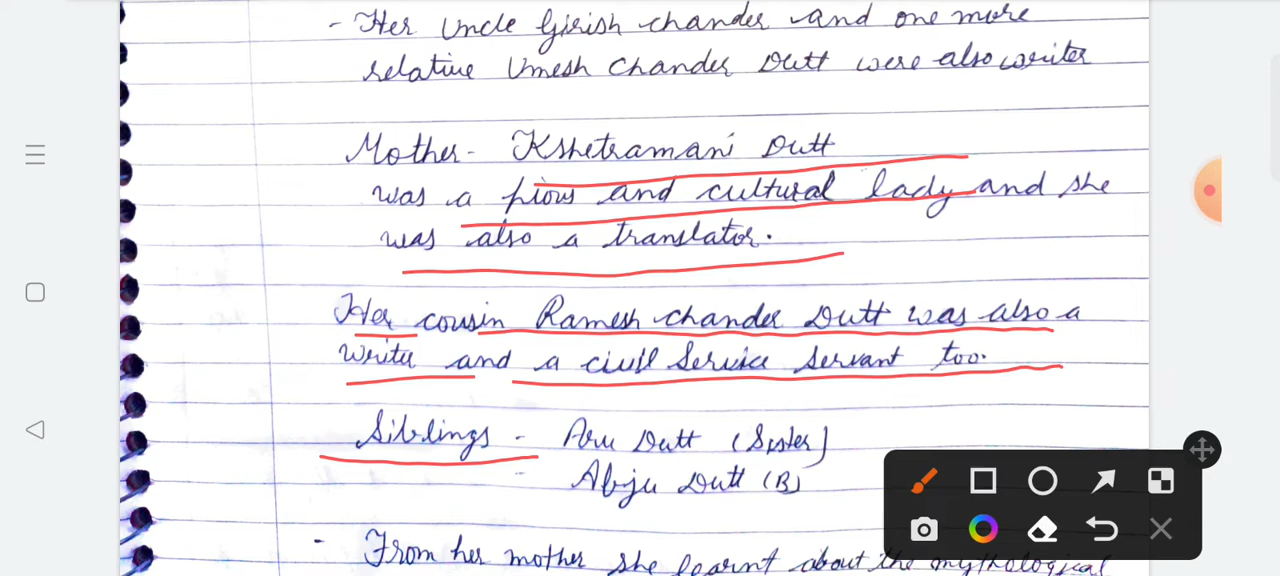 - Her Uncle Girish chander and one more
relative Umesh Chander Dutt were also writer
Mother - Kshetramani Dutt
was a pious and cultural lady and she
was also a translator.
Her cousin Ramesh chander Dutt was also a
writer and a civil Service servant too.
Siblings - Aru Dutt (Sister)
- Abju Dutt (B)
- From her mother she learnt about the mythological